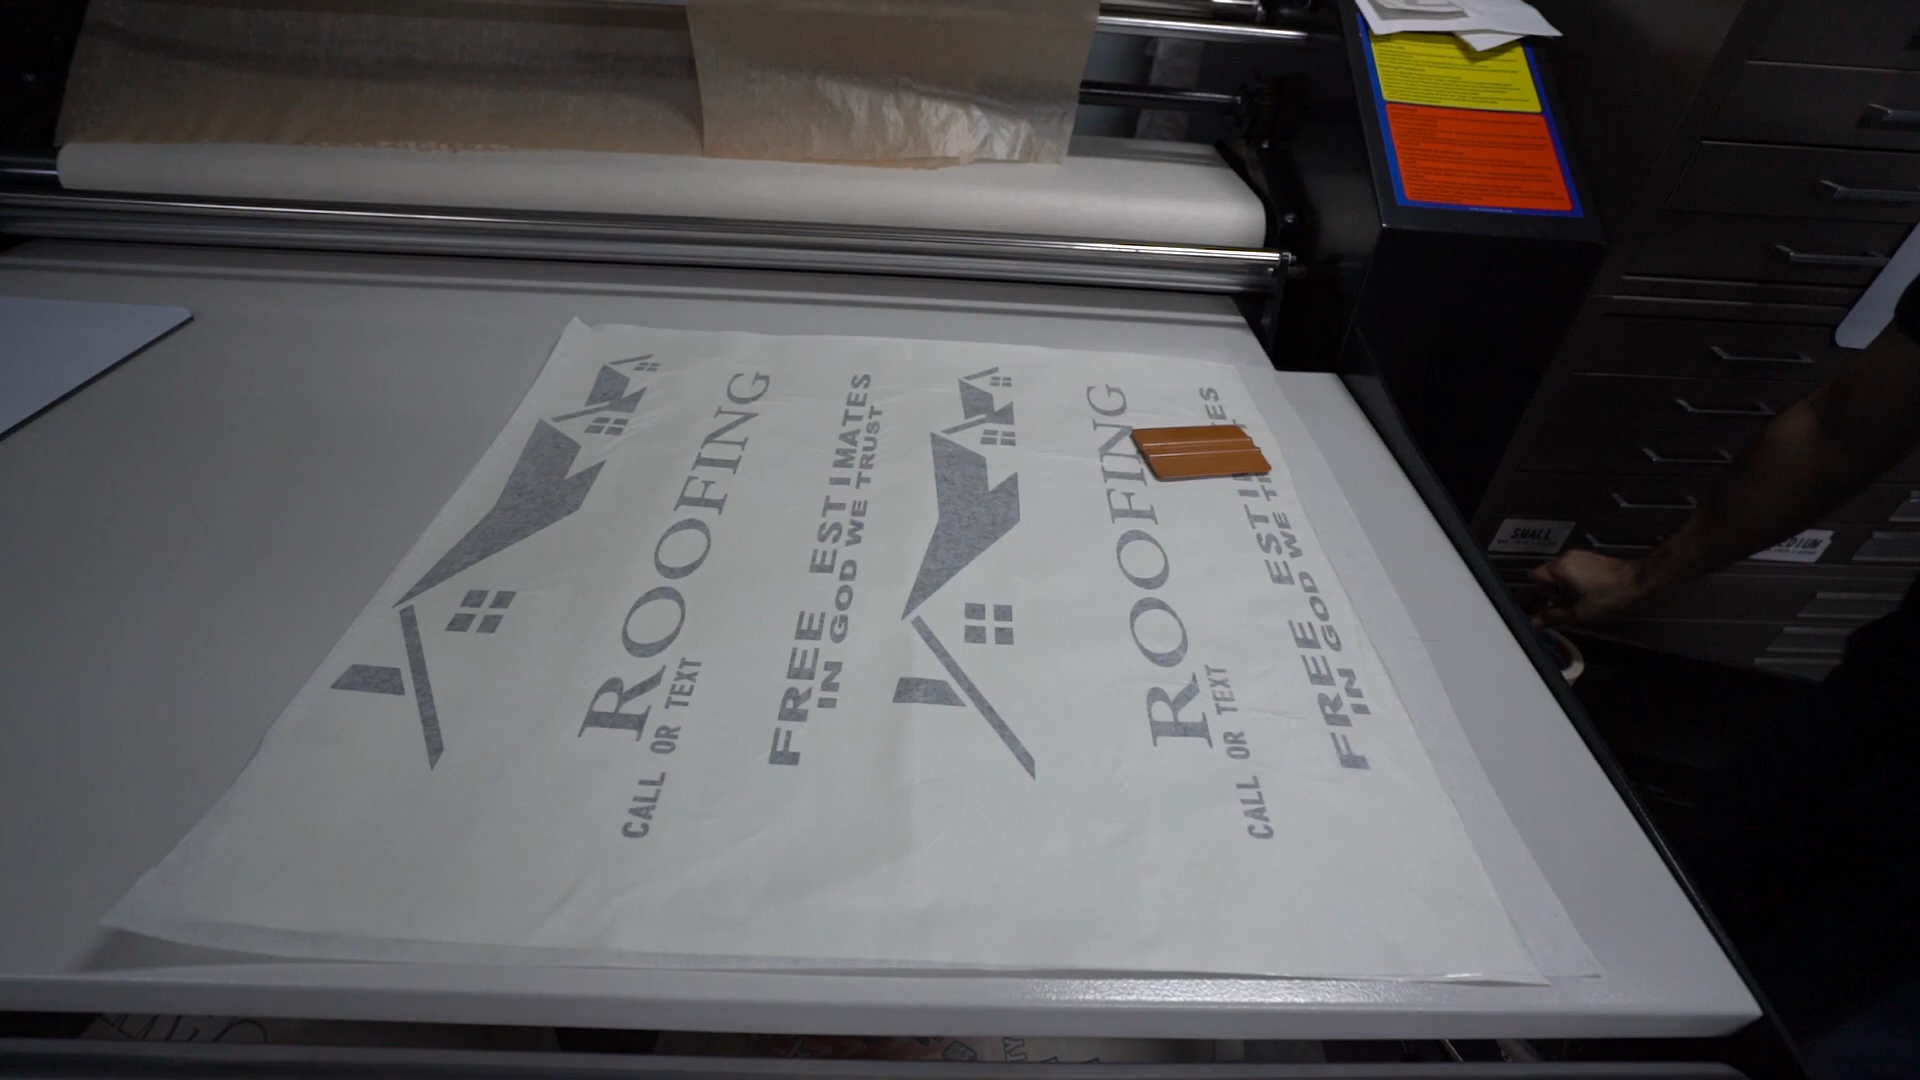 ROOFING
CALL OR TEXT
FREE ESTIMATES
IN GOD WE TRUST
ROOFING
CALL OR TEXT
FREE ESTI
ES
IN GOD WE
SMALL